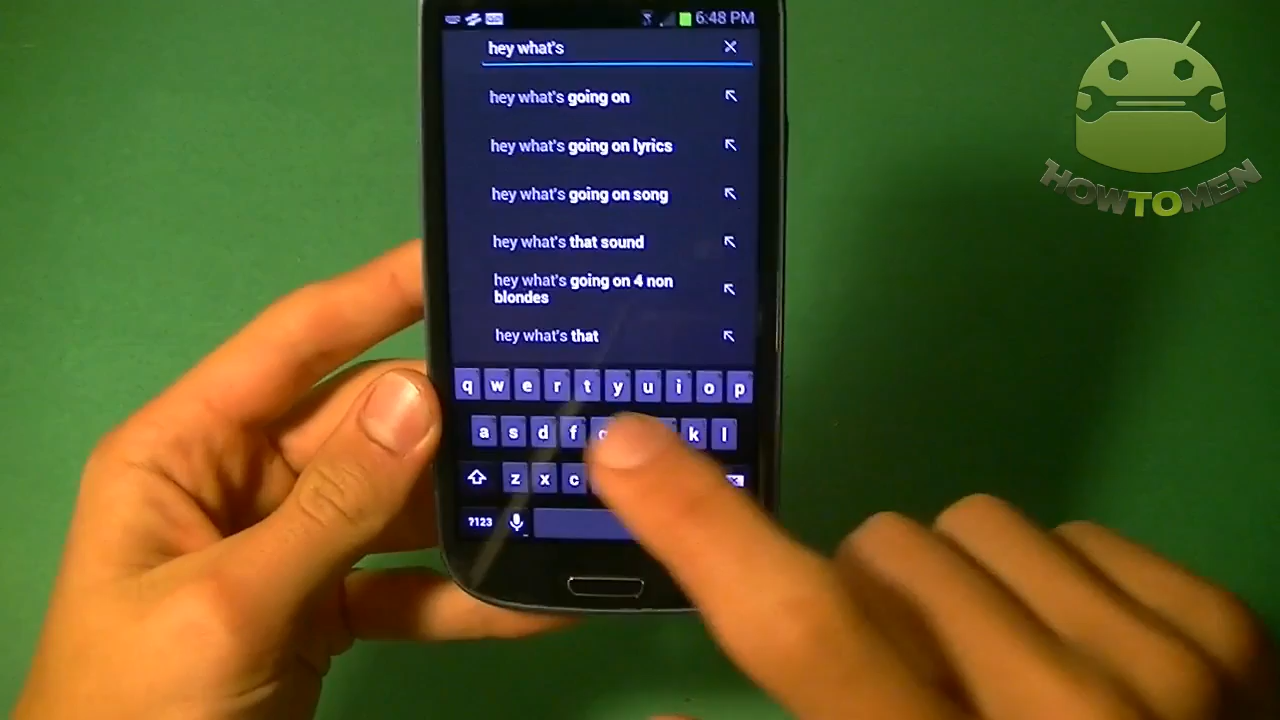 6:48 PM
hey what's
hey what's going on
hey what's going on lyrics
hey what's going on song
hey what's that sound
hey what's going on 4 non
blondes
hey what's that
q w e r t y u i o p
a s d f k l
z x c
?123
HOWTOMEN